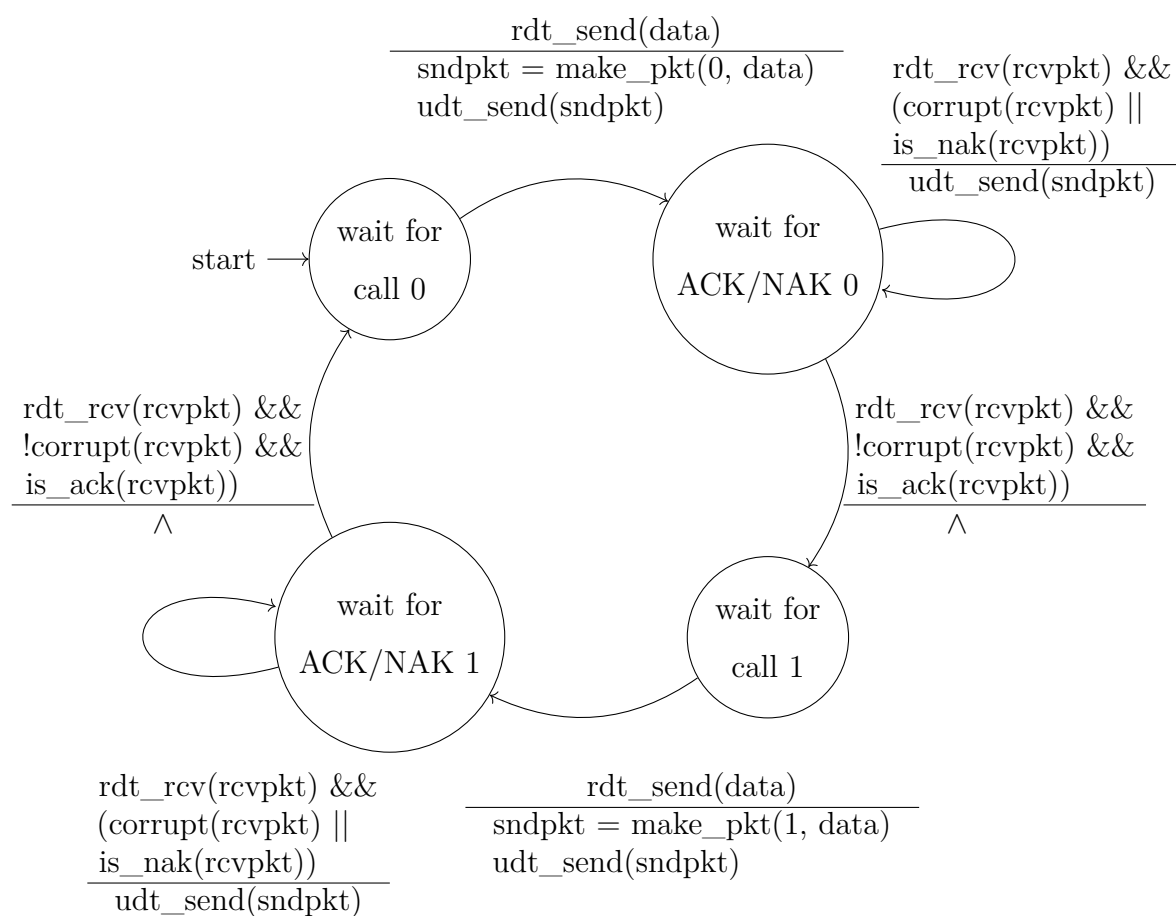 rdt_send(data)
sndpkt = make_pkt(0, data)
udt_send(sndpkt)
rdt_rcv(rcvpkt) &&
(corrupt(rcvpkt) ||
is_nak(rcvpkt))
udt_send(sndpkt)
start
wait for
call 0
wait for
ACK/NAK 0
rdt_rcv(rcvpkt) &&
!corrupt(rcvpkt) &&
is_ack(rcvpkt))
∧
rdt_rcv(rcvpkt) &&
!corrupt(rcvpkt) &&
is_ack(rcvpkt))
∧
wait for
ACK/NAK 1
wait for
call 1
rdt_rcv(rcvpkt) &&
(corrupt(rcvpkt) ||
is_nak(rcvpkt))
udt_send(sndpkt)
rdt_send(data)
sndpkt = make_pkt(1, data)
udt_send(sndpkt)